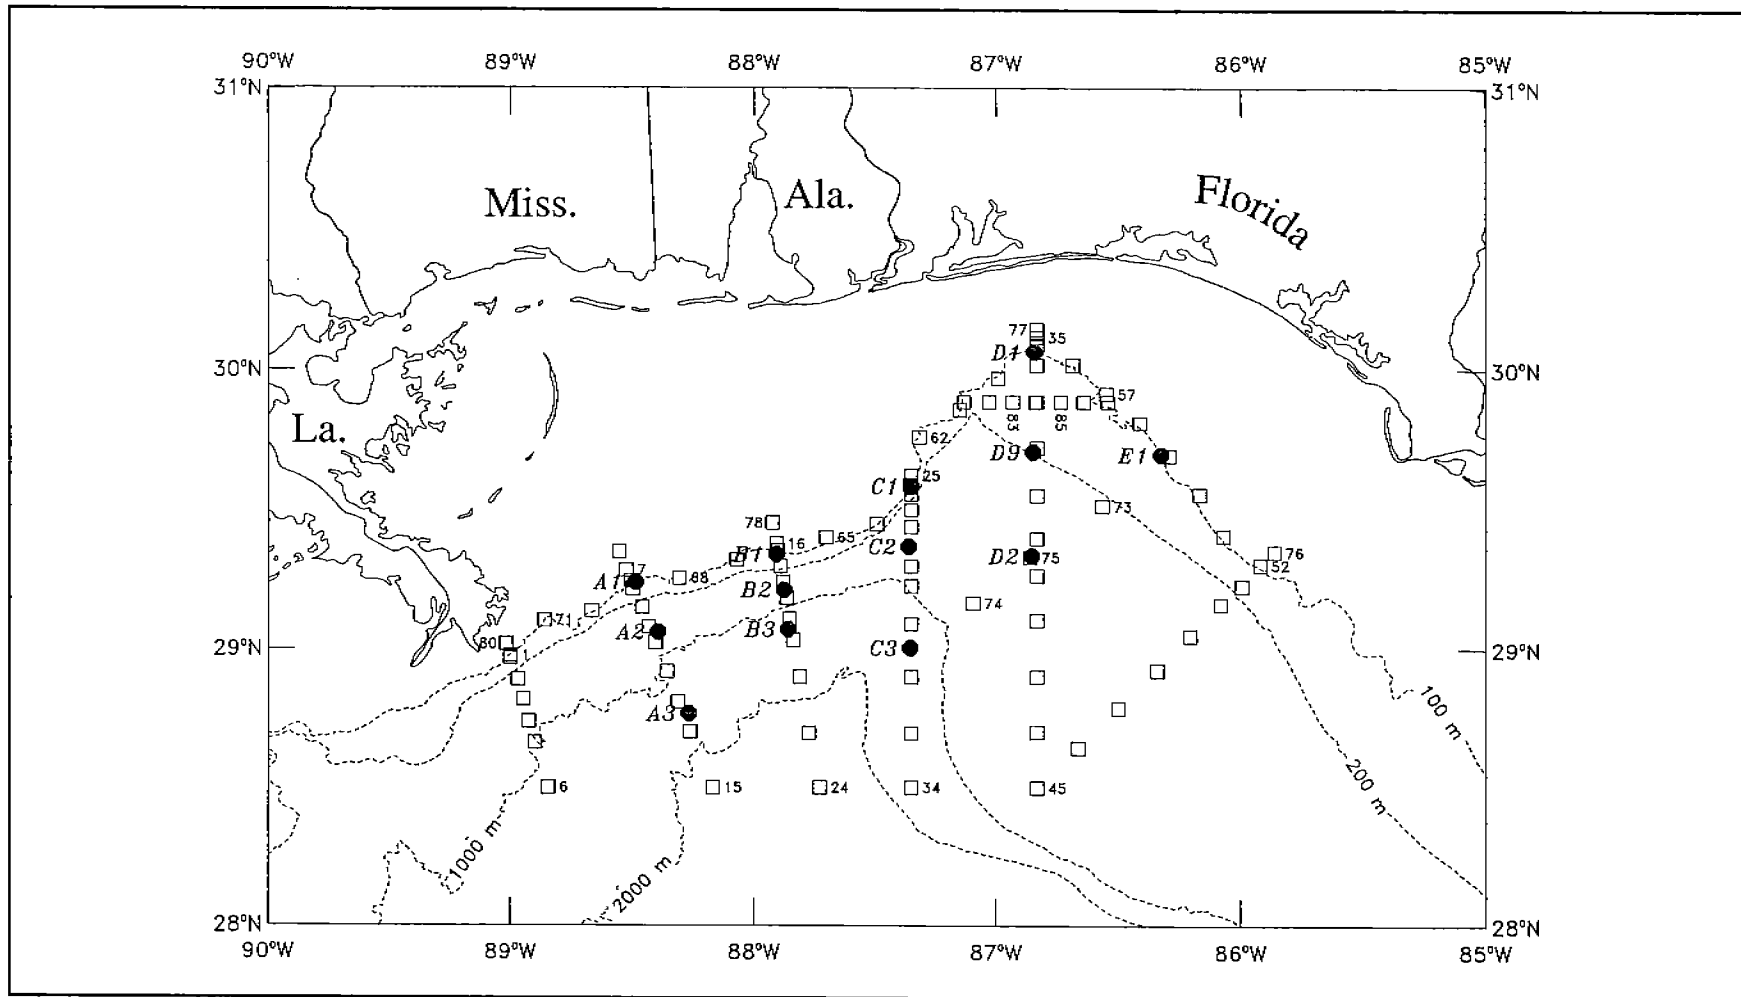 90°W 89°W 88°W 87°W 86°W 85°W
31°N 31°N
Miss. Ala. Florida
77 35
D1
30°N 30°N
57
83 85
La.
62 D9 E1
25
C1
73
78
65
16
B1 C2 D2 75 76
52
7
A1 88
B2
74
71
A2 B3
80
29°N C3 29°N
A3
100 m
200 m
6 15 24 34 45
1000 m
2000 m
28°N 28°N
90°W 89°W 88°W 87°W 86°W 85°W